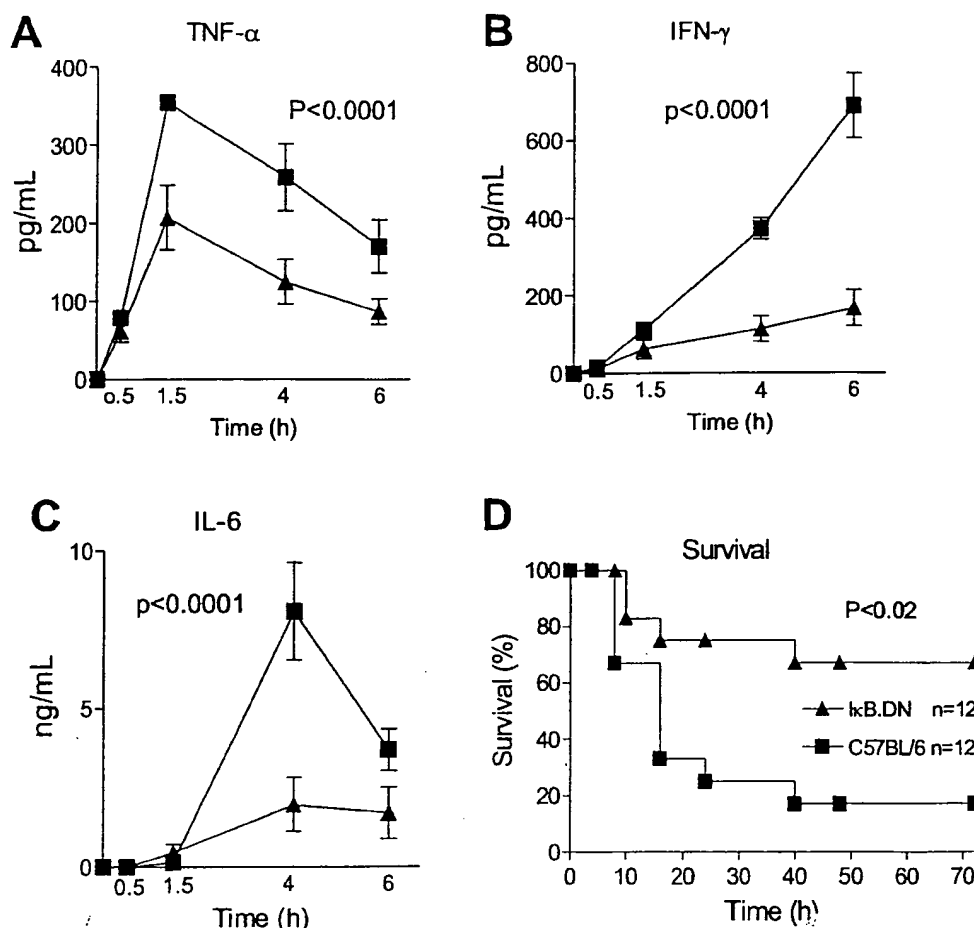 A
TNF-α
400
300
200
100
0
pg/mL
P<0.0001
0.5 1.5 4 6
Time (h)
B
IFN-γ
800
600
400
200
0
pg/mL
p<0.0001
0.5 1.5 4 6
Time (h)
C
IL-6
10
5
0
ng/mL
p<0.0001
0.5 1.5 4 6
Time (h)
D
Survival
100
80
60
40
20
0
Survival (%)
P<0.02
IκB.DN n=12
C57BL/6 n=12
0 10 20 30 40 50 60 70
Time (h)